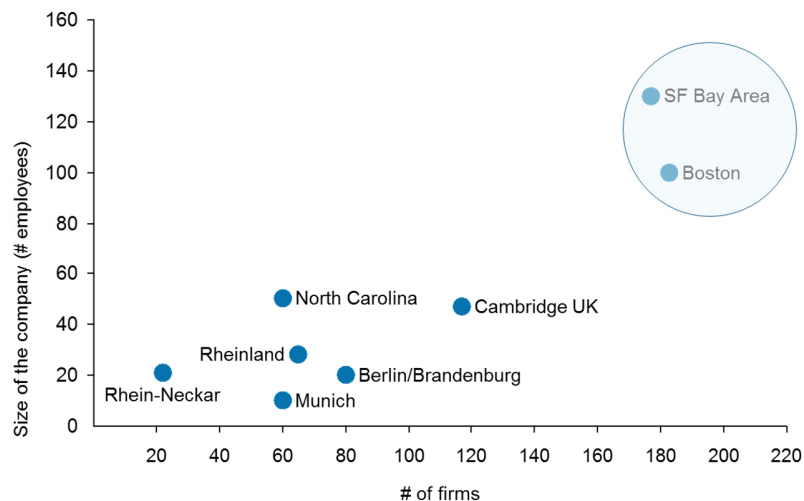 160
140
120
100
80
60
40
20
0
Size of the company (# employees)
SF Bay Area
Boston
North Carolina
Cambridge UK
Rheinland
Berlin/Brandenburg
Rhein-Neckar
Munich
20 40 60 80 100 120 140 160 180 200 220
# of firms